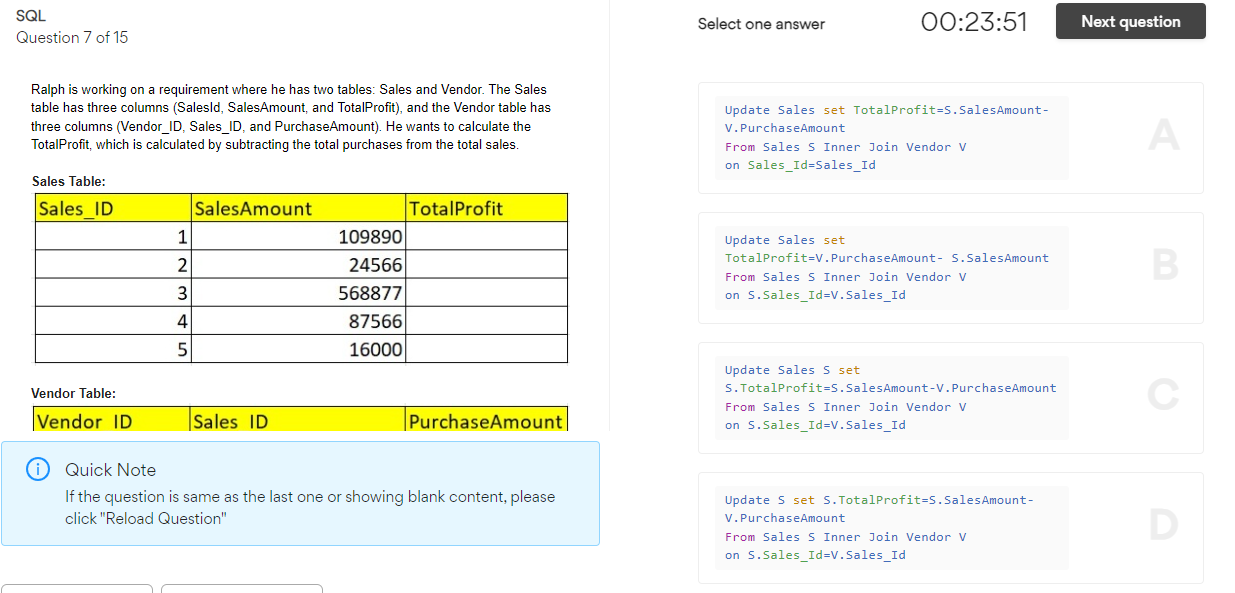 SQL
Question 7 of 15
Select one answer
00:23:51
Next question
Ralph is working on a requirement where he has two tables: Sales and Vendor. The Sales
table has three columns (SalesId, SalesAmount, and TotalProfit), and the Vendor table has
three columns (Vendor_ID, Sales_ID, and PurchaseAmount). He wants to calculate the
TotalProfit, which is calculated by subtracting the total purchases from the total sales.
Sales Table:
Sales_ID SalesAmount TotalProfit
1 109890
2 24566
3 568877
4 87566
5 16000
Vendor Table:
Vendor ID Sales ID PurchaseAmount
Quick Note
If the question is same as the last one or showing blank content, please
click "Reload Question"
Update Sales set TotalProfit=S.SalesAmount-
V.PurchaseAmount
From Sales S Inner Join Vendor V
on Sales_Id=Sales_Id
A
Update Sales set
TotalProfit=V.PurchaseAmount- S.SalesAmount
From Sales S Inner Join Vendor V
on S.Sales_Id=V.Sales_Id
B
Update Sales S set
S.TotalProfit=S.SalesAmount-V.PurchaseAmount
From Sales S Inner Join Vendor V
on S.Sales_Id=V.Sales_Id
C
Update S set S.TotalProfit=S.SalesAmount-
V.PurchaseAmount
From Sales S Inner Join Vendor V
on S.Sales_Id=V.Sales_Id
D